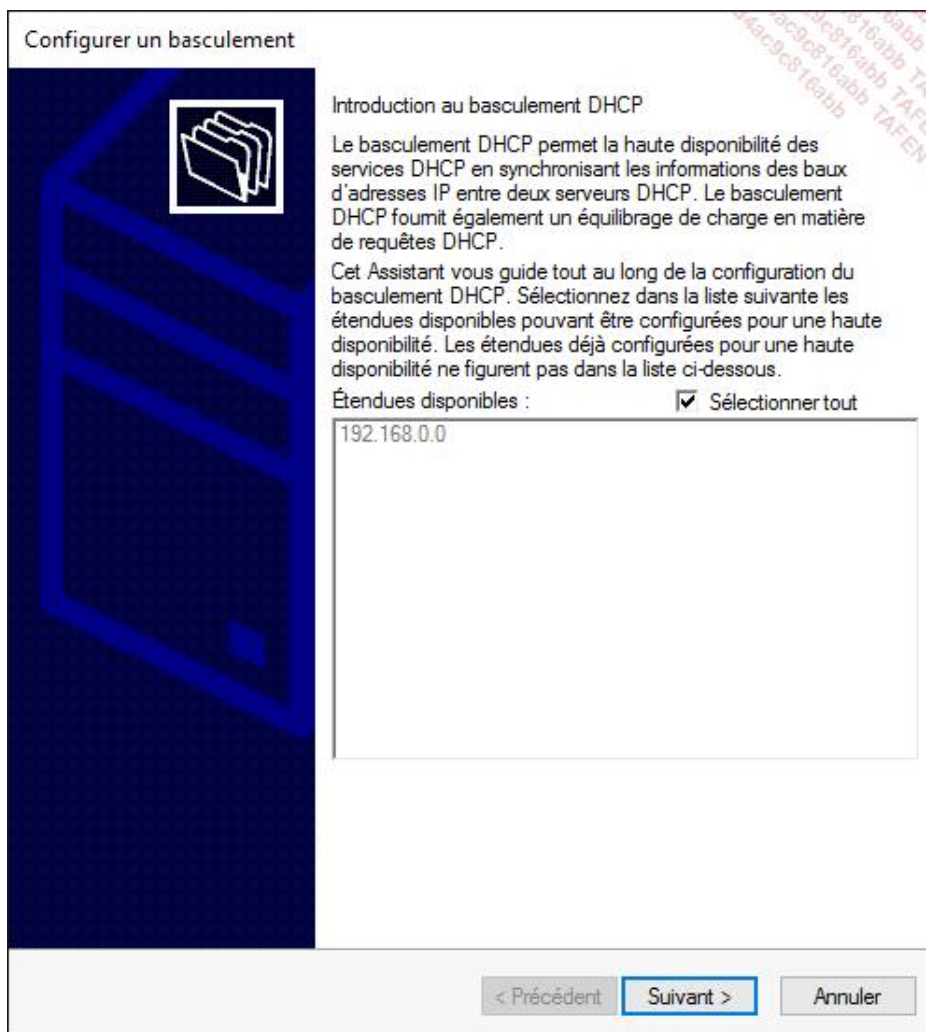 Configurer un basculement
Introduction au basculement DHCP
Le basculement DHCP permet la haute disponibilité des
services DHCP en synchronisant les informations des baux
d'adresses IP entre deux serveurs DHCP. Le basculement
DHCP fournit également un équilibrage de charge en matière
de requêtes DHCP.
Cet Assistant vous guide tout au long de la configuration du
basculement DHCP. Sélectionnez dans la liste suivante les
étendues disponibles pouvant être configurées pour une haute
disponibilité. Les étendues déjà configurées pour une haute
disponibilité ne figurent pas dans la liste ci-dessous.
Étendues disponibles : Sélectionner tout
192.168.0.0
< Précédent Suivant > Annuler